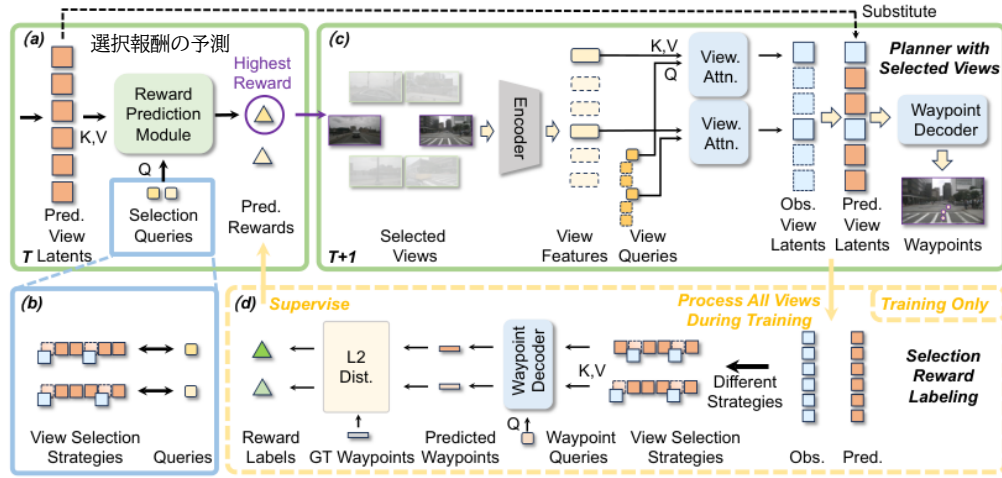 Substitute
(a)
選択報酬の予測
Highest
Reward
Reward
Prediction
Module
K,V
Q
Pred.
View
Latents
T
Selection
Queries
Pred.
Rewards
(c)
K,V
Q
View.
Attn.
View.
Attn.
Encoder
Planner with
Selected Views
Waypoint
Decoder
T+1
Selected
Views
View
Features
View
Queries
Obs.
View
Latents
Pred.
View
Latents
Waypoints
(b)
View Selection
Strategies
Queries
(d)
Supervise
Process All Views
During Training
Training Only
L2
Dist.
Waypoint
Decoder
K,V
Q
Different
Strategies
Selection
Reward
Labeling
Reward
Labels
GT Waypoints
Predicted
Waypoints
Waypoint
Queries
View Selection
Strategies
Obs.
Pred.